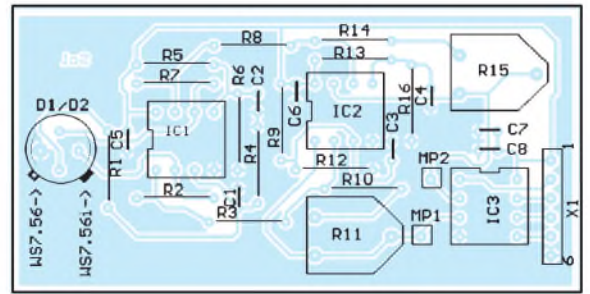 R14
R8
R13
R5
R7
R6
C2
R15
D1/D2
C5
IC1
C6
IC2
R16
C4
C7
C8
R1
R4
R9
C3
R12
MP2
1
R2
C1
R10
R3
R11
MP1
IC3
X1
6
WS7.56->
WS7.56i->